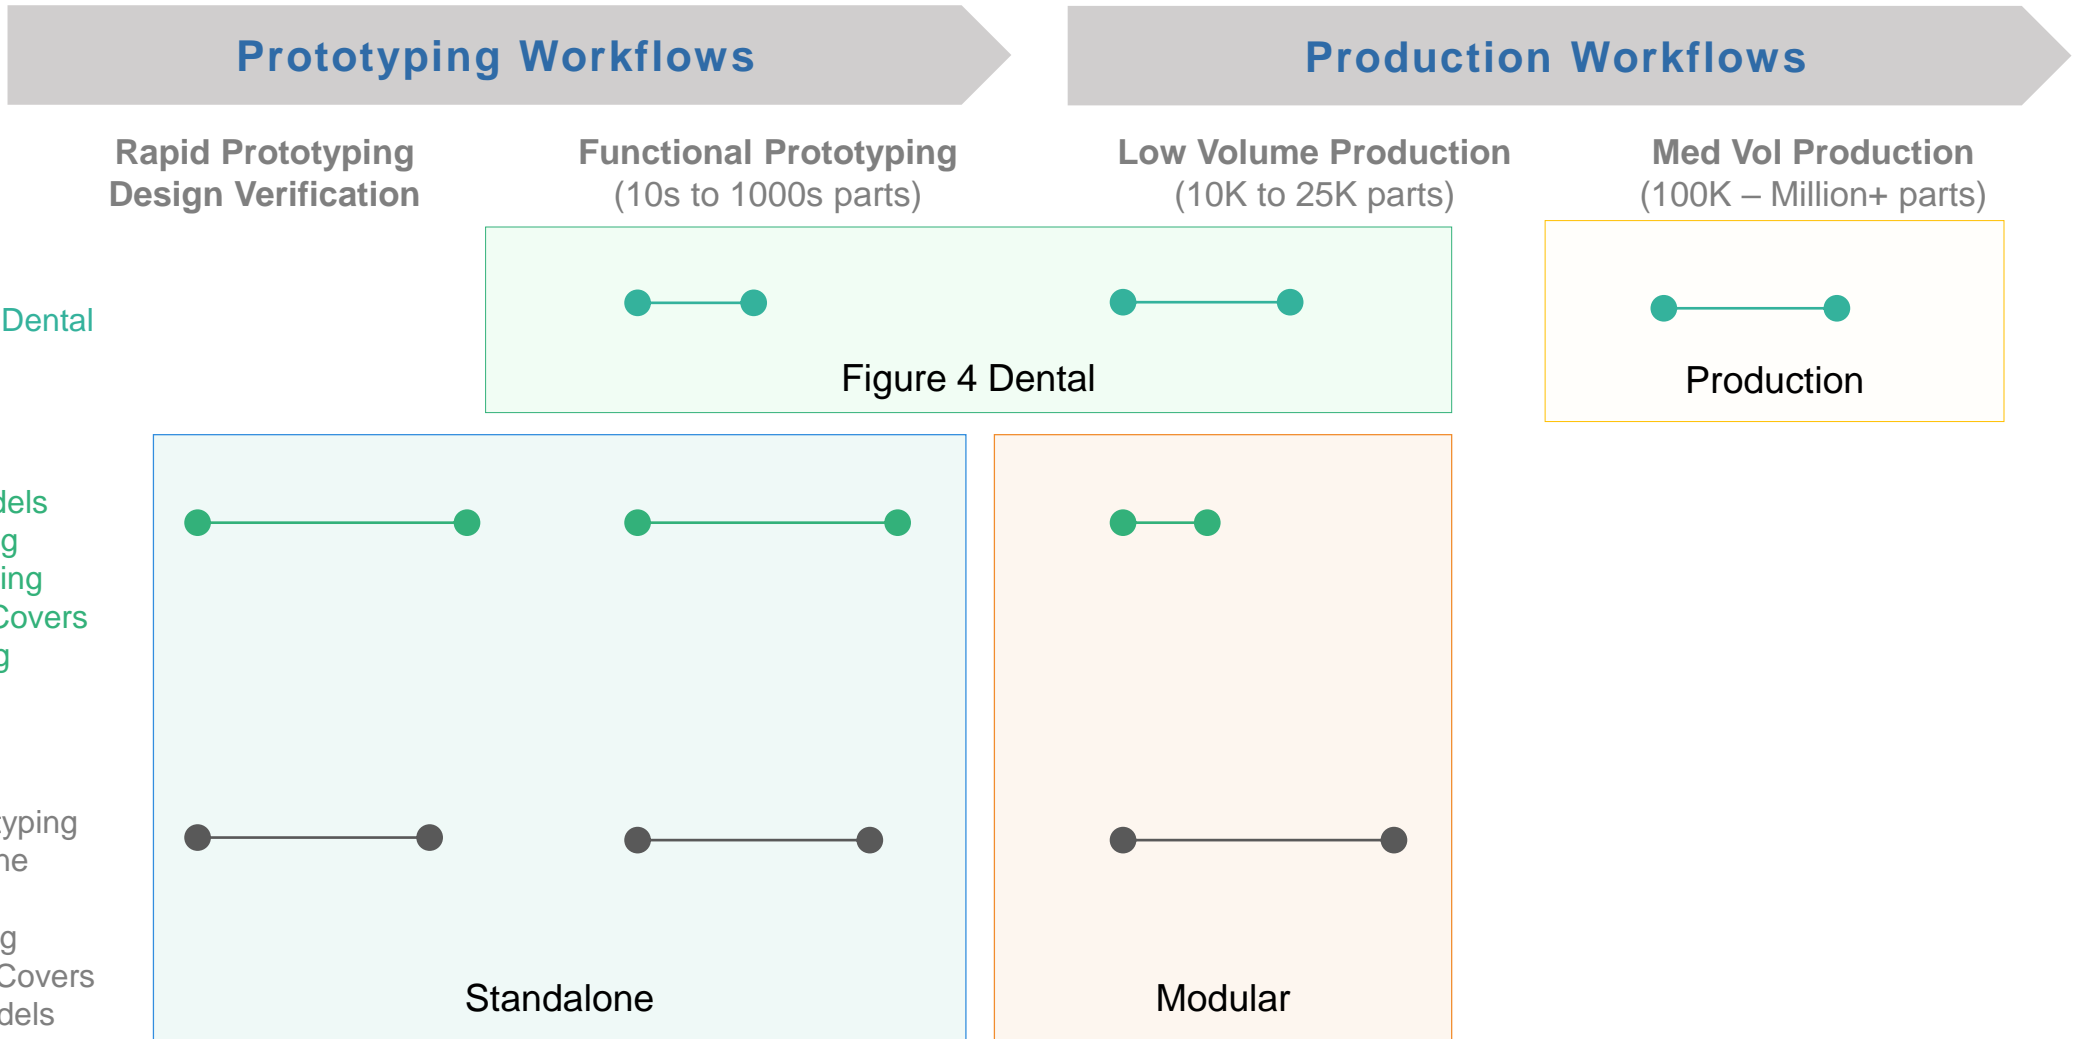 Prototyping Workflows
Production Workflows
Rapid Prototyping
Design Verification
Functional Prototyping
(10s to 1000s parts)
Low Volume Production
(10K to 25K parts)
Med Vol Production
(100K – Million+ parts)
Dental
Figure 4 Dental
Production
Covers
Covers
Standalone
Modular